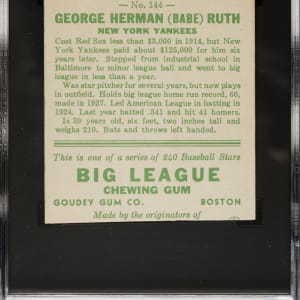 — No. 144 —
GEORGE HERMAN (BABE) RUTH
NEW YORK YANKEES
Cost Red Sox less than $3,000 in 1914, but New
York Yankees paid about $125,000 for him six
years later. Stepped from industrial school in
Baltimore to minor league ball and went to big
league in less than a year.
Was star pitcher for several years, but now plays
in outfield. Holds big league home run record, 60,
made in 1927. Led American League in batting in
1924. Last year batted .341 and hit 41 homers.
Is 39 years old, six feet, two inches tall and
weighs 210. Bats and throws left handed.
This is one of a series of 240 Baseball Stars
BIG LEAGUE
CHEWING GUM
GOUDEY GUM CO. BOSTON
Made by the originators of